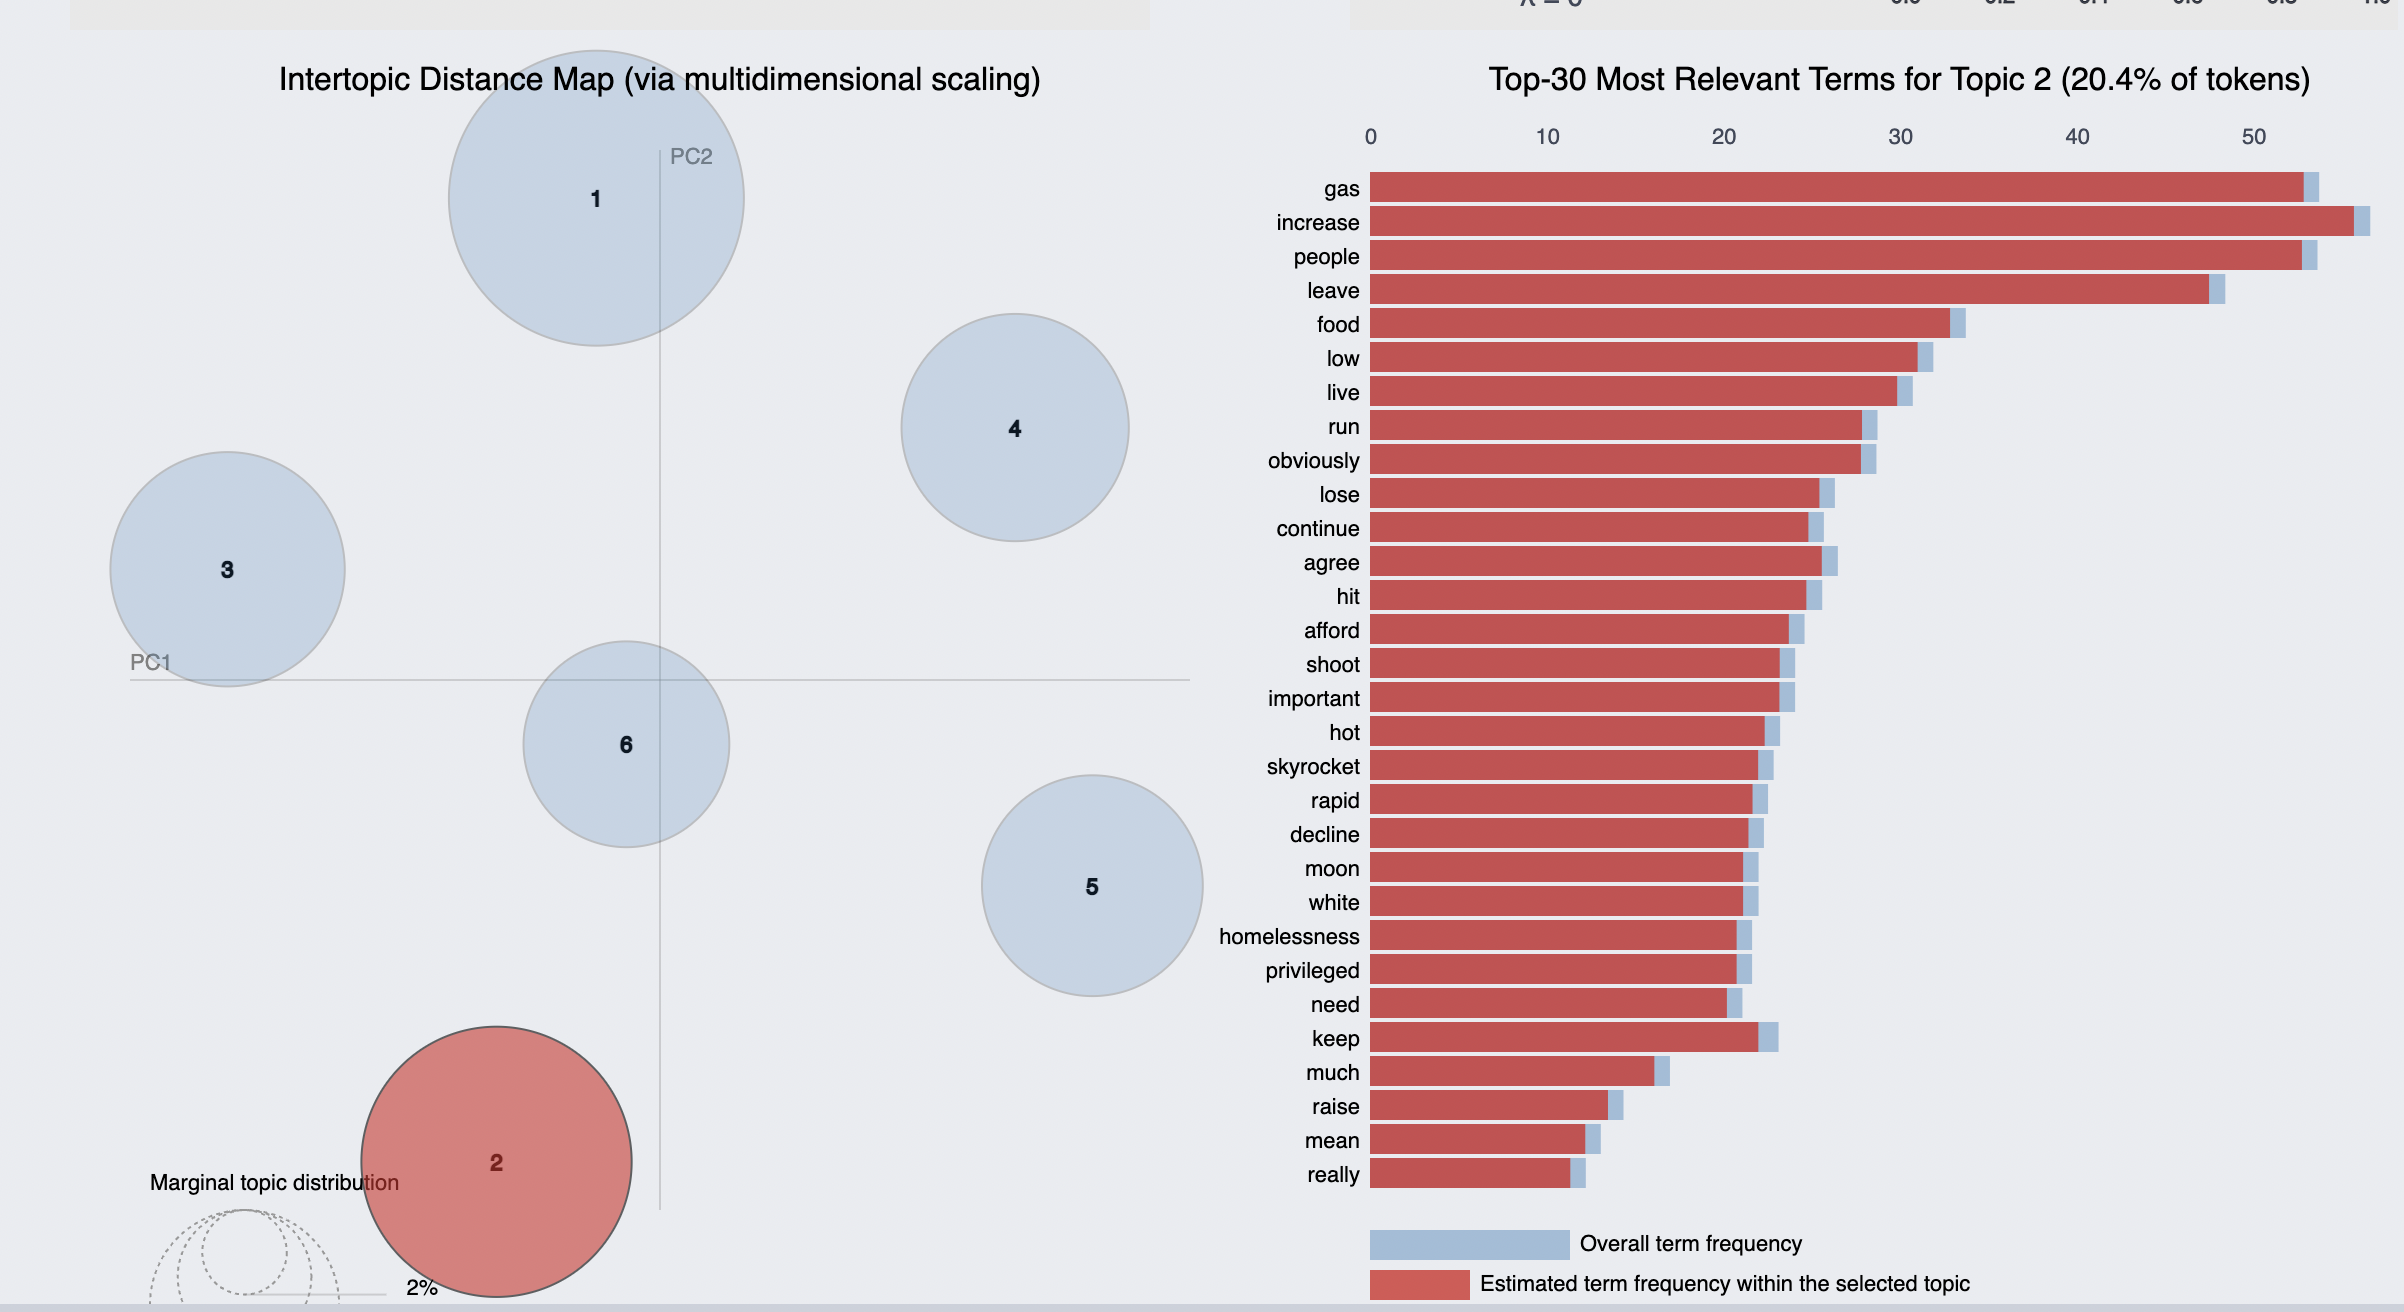 Intertopic Distance Map (via multidimensional scaling)
PC2
1
4
3
PC1
6
5
2
Marginal topic distribution
2%
Top-30 Most Relevant Terms for Topic 2 (20.4% of tokens)
0 10 20 30 40 50
gas
increase
people
leave
food
low
live
run
obviously
lose
continue
agree
hit
afford
shoot
important
hot
skyrocket
rapid
decline
moon
white
homelessness
privileged
need
keep
much
raise
mean
really
Overall term frequency
Estimated term frequency within the selected topic